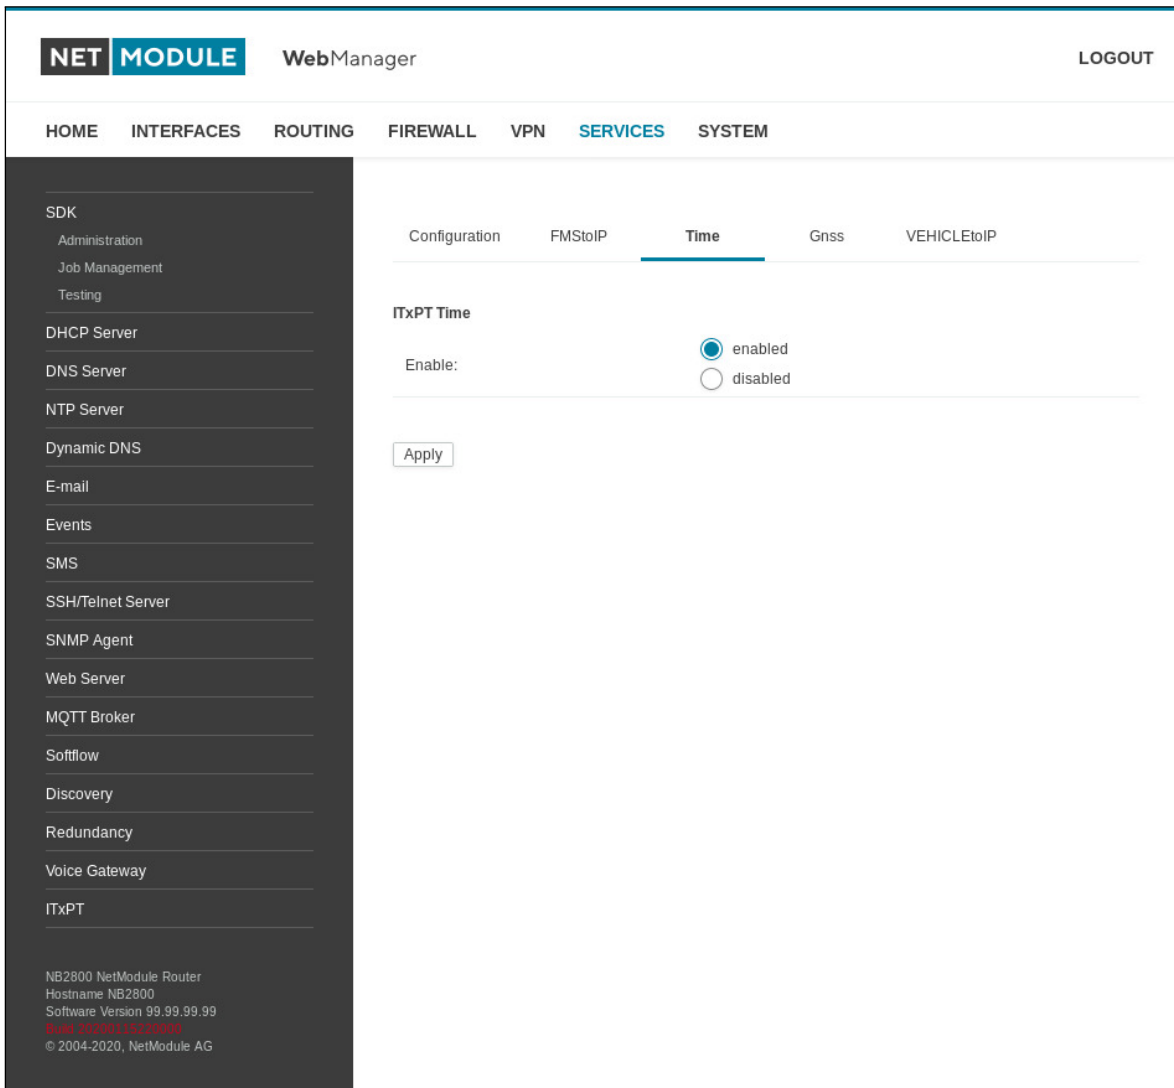 NET MODULE WebManager LOGOUT
HOME INTERFACES ROUTING FIREWALL VPN SERVICES SYSTEM
SDK
Administration
Job Management
Testing
DHCP Server
DNS Server
NTP Server
Dynamic DNS
E-mail
Events
SMS
SSH/Telnet Server
SNMP Agent
Web Server
MQTT Broker
Softflow
Discovery
Redundancy
Voice Gateway
ITxPT
NB2800 NetModule Router
Hostname NB2800
Software Version 99.99.99.99
Build
© 2004-2020, NetModule AG
Configuration FMStoIP Time Gnss VEHICLEtoIP
ITxPT Time
Enable:
enabled
disabled
Apply